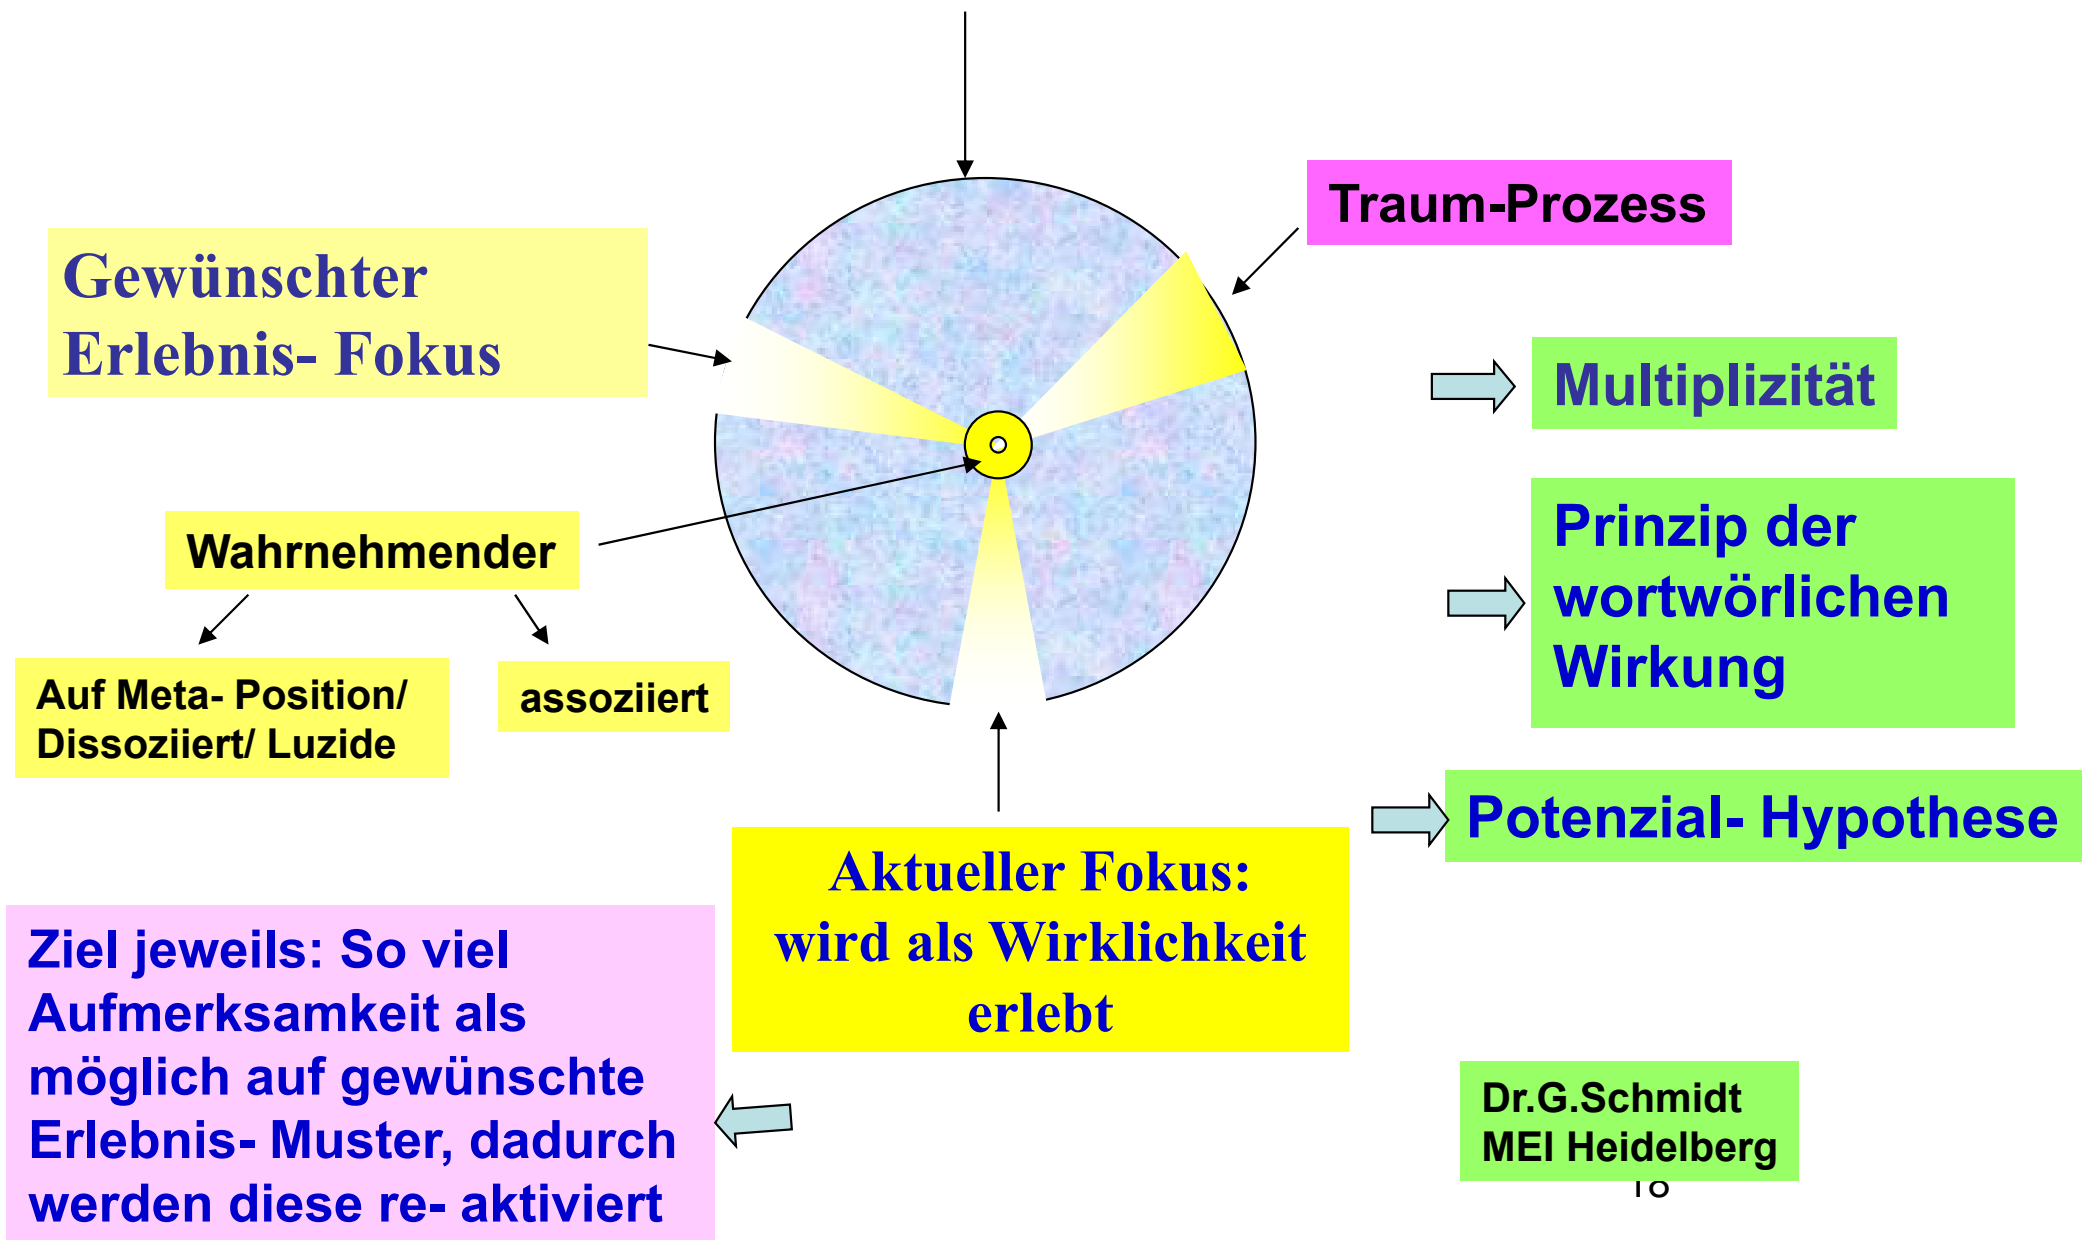 Traum-Prozess
Gewünschter
Erlebnis- Fokus
Multiplizität
Prinzip der
wortwörlichen
Wirkung
Wahrnehmender
Auf Meta- Position/
Dissoziiert/ Luzide
assoziiert
Potenzial- Hypothese
Aktueller Fokus:
wird als Wirklichkeit
erlebt
Ziel jeweils: So viel
Aufmerksamkeit als
möglich auf gewünschte
Erlebnis- Muster, dadurch
werden diese re- aktiviert
Dr.G.Schmidt
MEI Heidelberg